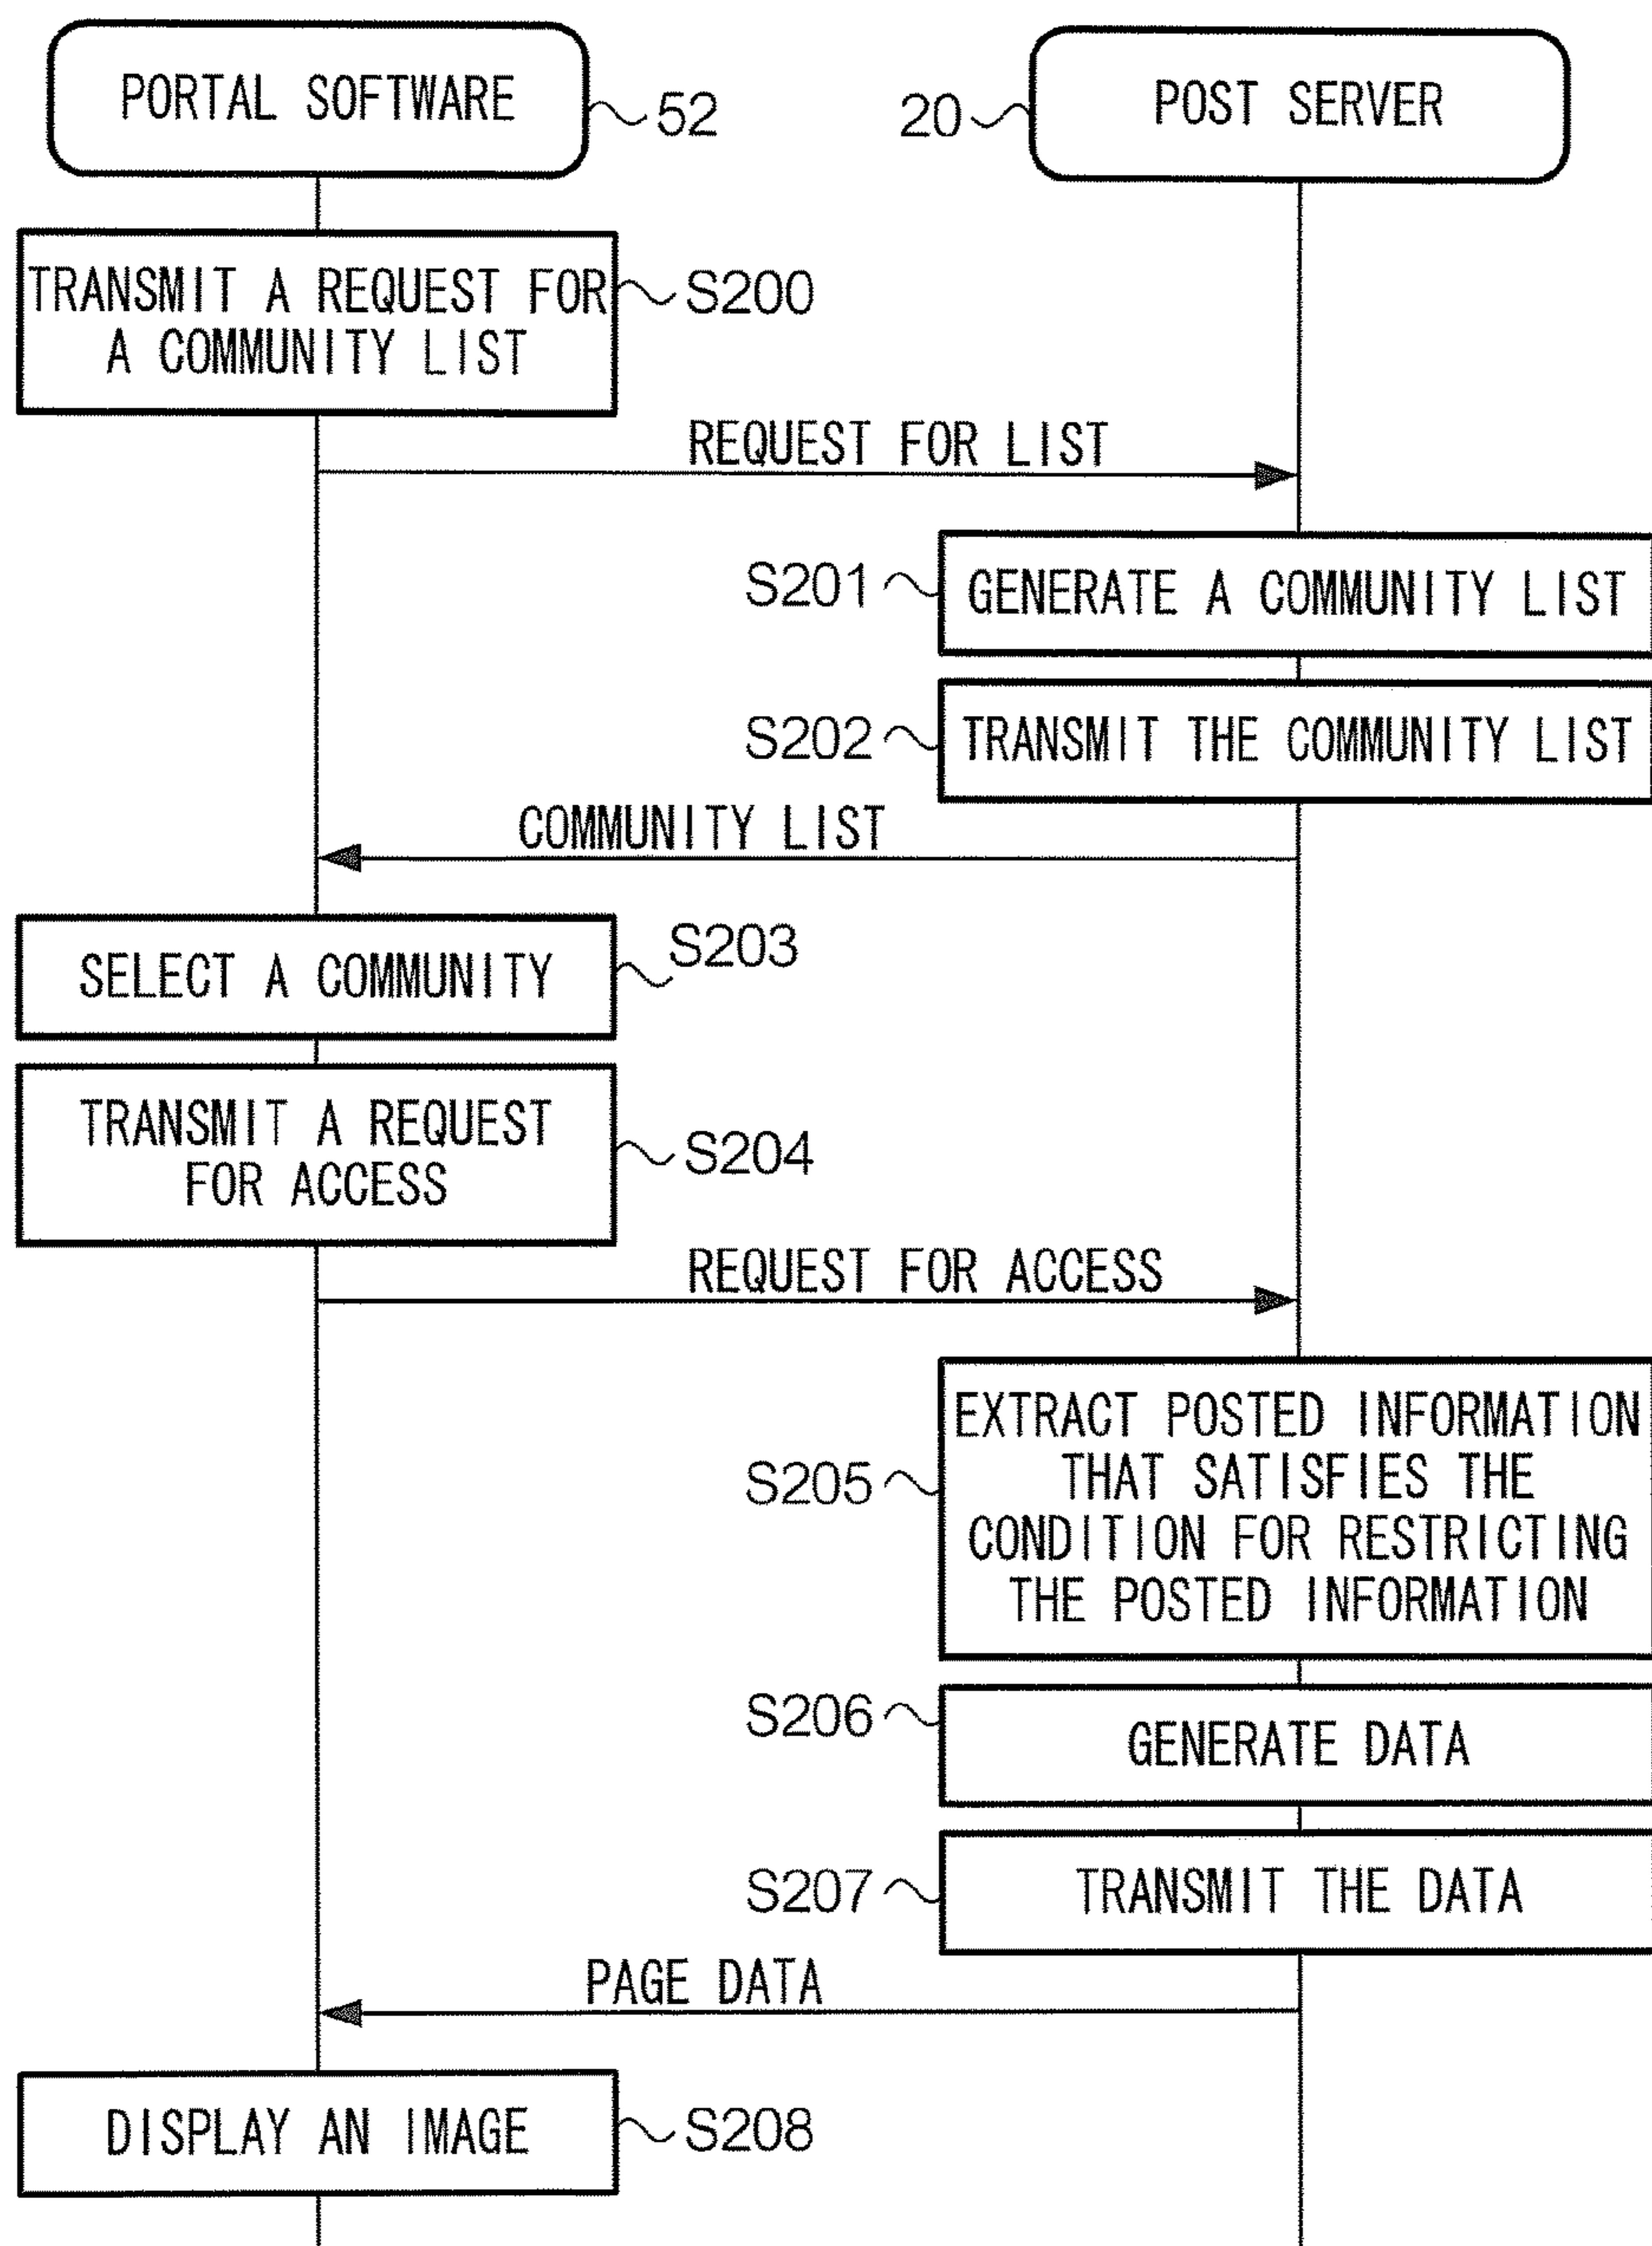 PORTAL SOFTWARE
52
20
POST SERVER
TRANSMIT A REQUEST FOR
A COMMUNITY LIST
S200
REQUEST FOR LIST
S201
GENERATE A COMMUNITY LIST
S202
TRANSMIT THE COMMUNITY LIST
COMMUNITY LIST
SELECT A COMMUNITY
S203
TRANSMIT A REQUEST
FOR ACCESS
S204
REQUEST FOR ACCESS
S205
EXTRACT POSTED INFORMATION
THAT SATISFIES THE
CONDITION FOR RESTRICTING
THE POSTED INFORMATION
S206
GENERATE DATA
S207
TRANSMIT THE DATA
PAGE DATA
DISPLAY AN IMAGE
S208